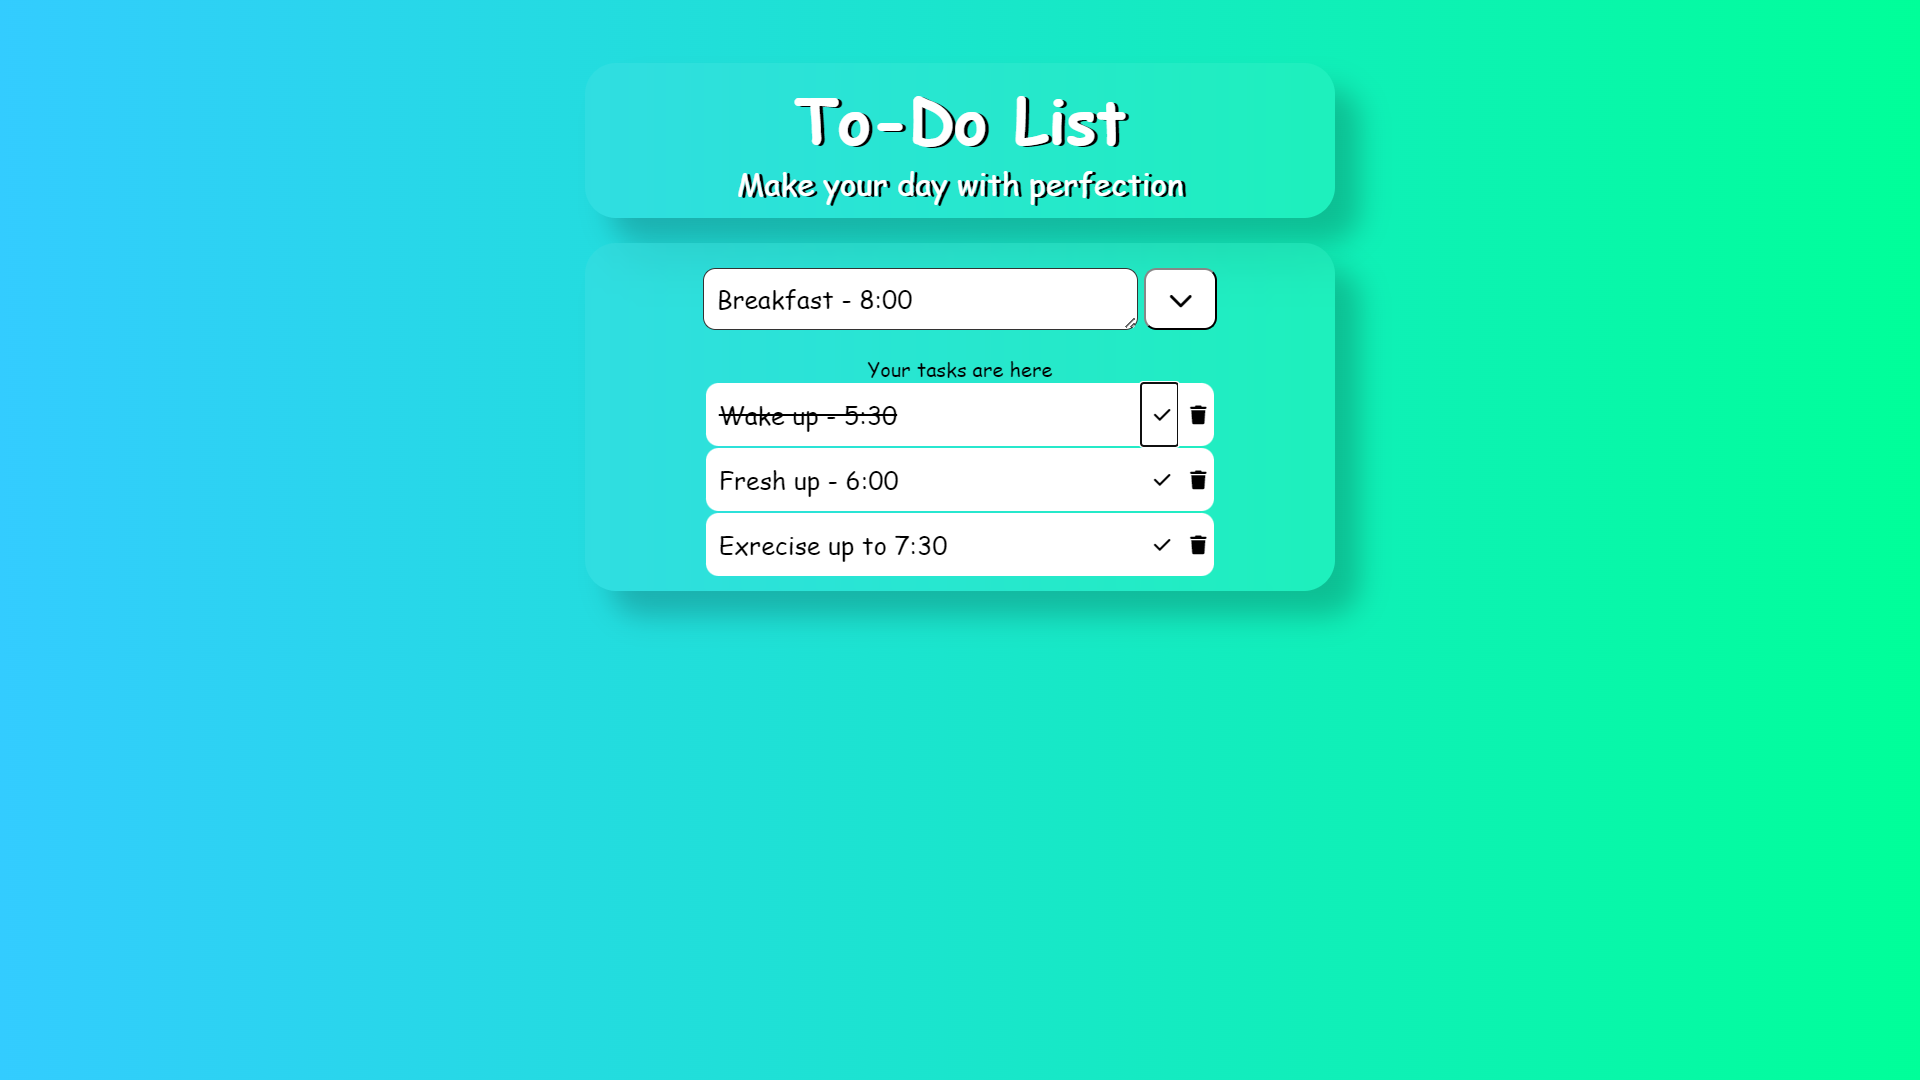 To-Do List
Make your day with perfection
Breakfast - 8:00
Your tasks are here
Wake up - 5:30
Fresh up - 6:00
Exrecise up to 7:30